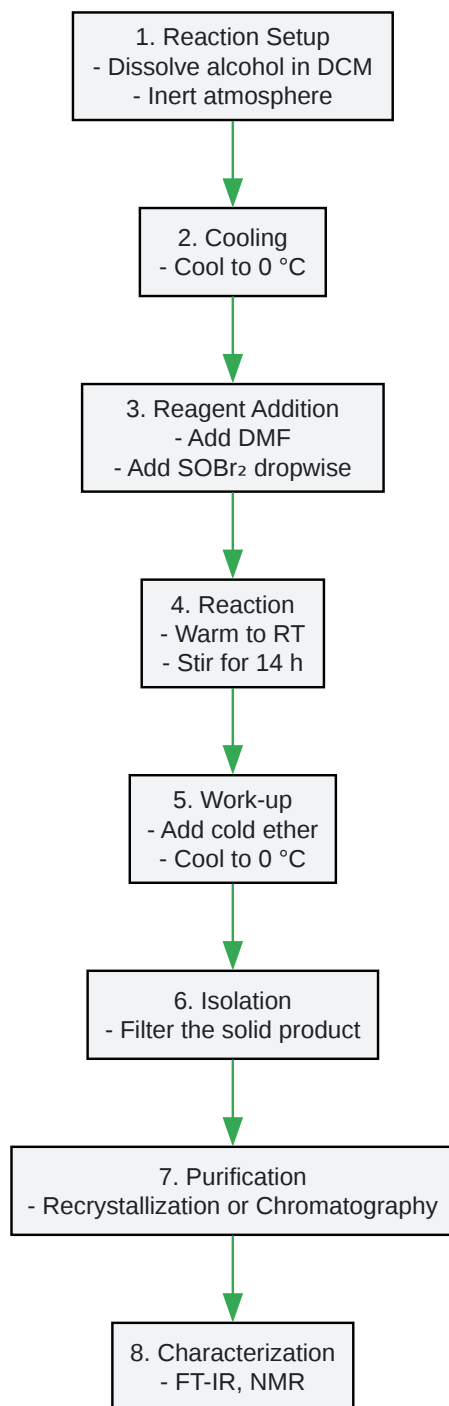 1. Reaction Setup
- Dissolve alcohol in DCM
- Inert atmosphere
2. Cooling
- Cool to 0 °C
3. Reagent Addition
- Add DMF
- Add SOBr₂ dropwise
4. Reaction
- Warm to RT
- Stir for 14 h
5. Work-up
- Add cold ether
- Cool to 0 °C
6. Isolation
- Filter the solid product
7. Purification
- Recrystallization or Chromatography
8. Characterization
- FT-IR, NMR